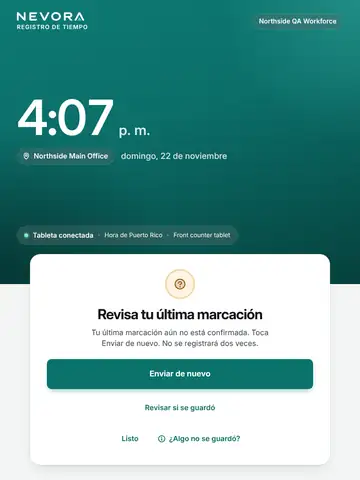 NEVORA
REGISTRO DE TIEMPO
Northside QA Workforce
4:07 p. m.
Northside Main Office
domingo, 22 de noviembre
Tableta conectada · Hora de Puerto Rico · Front counter tablet
Revisa tu última marcación
Tu última marcación aún no está confirmada. Toca
Enviar de nuevo. No se registrará dos veces.
Enviar de nuevo
Revisar si se guardó
Listo
¿Algo no se guardó?